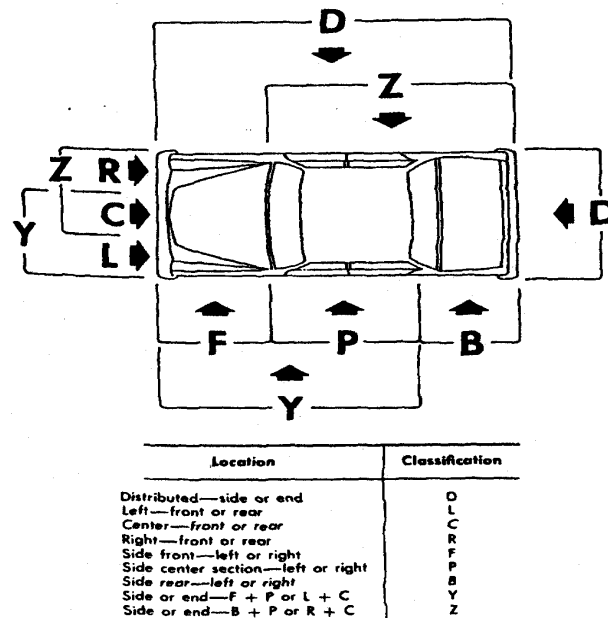 D
Z
Z R
C
Y
D
L
F P B
Y
Location Classification
Distributed—side or end D
Left—front or rear L
Center—front or rear C
Right—front or rear R
Side front—left or right F
Side center section—left or right P
Side rear—left or right B
Side or end—F + P or L + C Y
Side or end—B + P or R + C Z